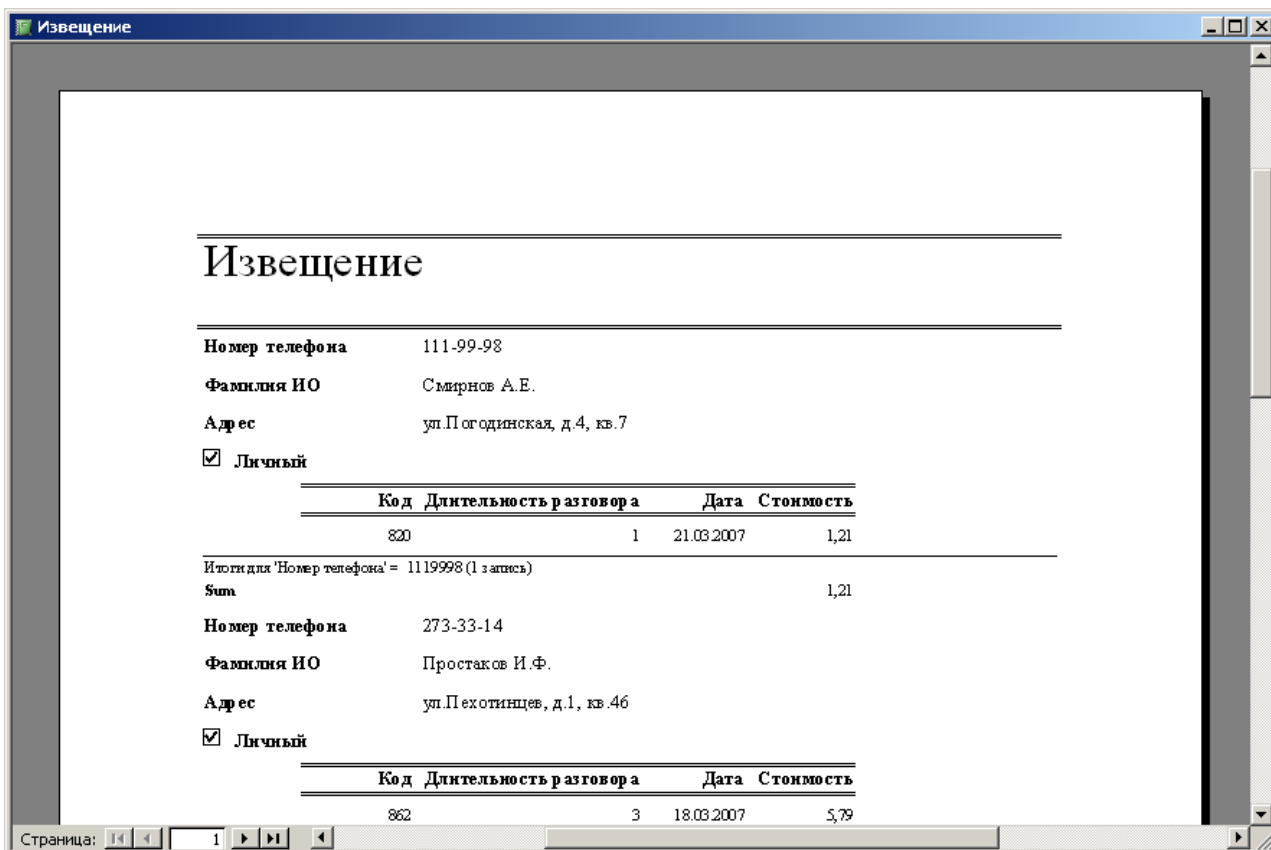 Извещение
Извещение
Номер телефона 111-99-98
Фамилия ИО Смирнов А.Е.
Адрес ул.Погодинская, д.4, кв.7
Личный
Код Длительность разговора Дата Стоимость
820 1 21.03.2007 1,21
Итоги для 'Номер телефона' = 1119998 (1 запись)
Sum 1,21
Номер телефона 273-33-14
Фамилия ИО Простаков И.Ф.
Адрес ул.Пехотинцев, д.1, кв.46
Личный
Код Длительность разговора Дата Стоимость
862 3 18.03.2007 5,79
Страница: 1